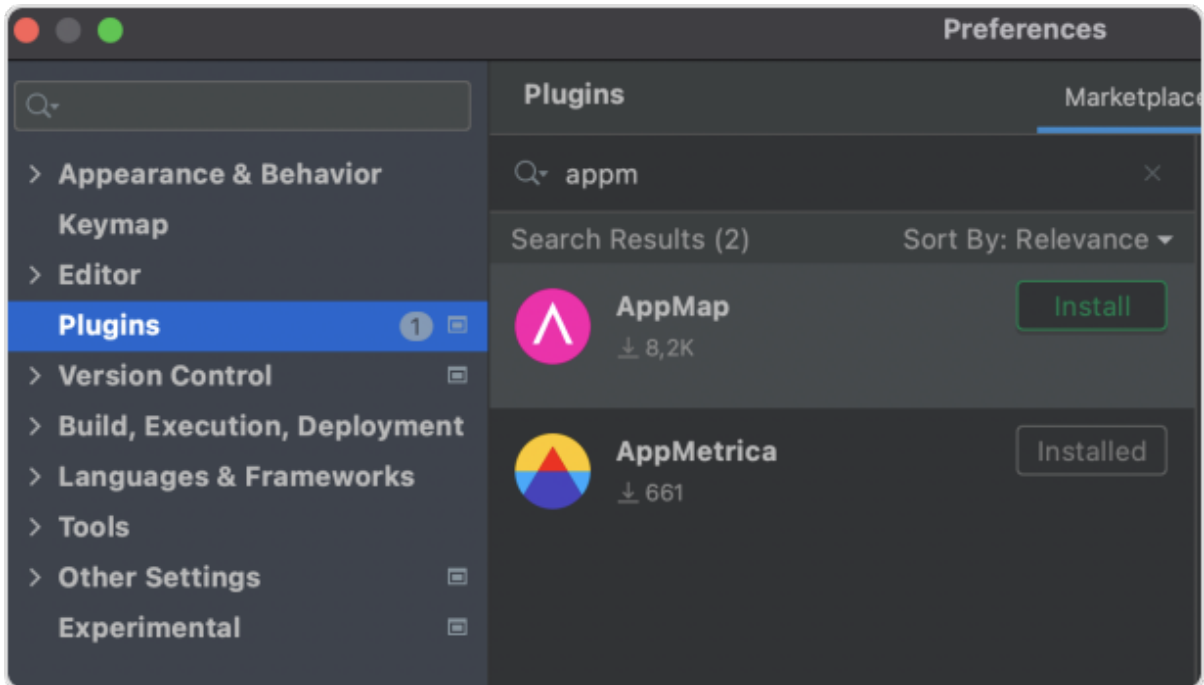 Preferences
Appearance & Behavior
Keymap
Editor
Plugins 1
Version Control
Build, Execution, Deployment
Languages & Frameworks
Tools
Other Settings
Experimental
Plugins Marketplace
appm
Search Results (2) Sort By: Relevance
AppMap Install
8,2K
AppMetrica Installed
661